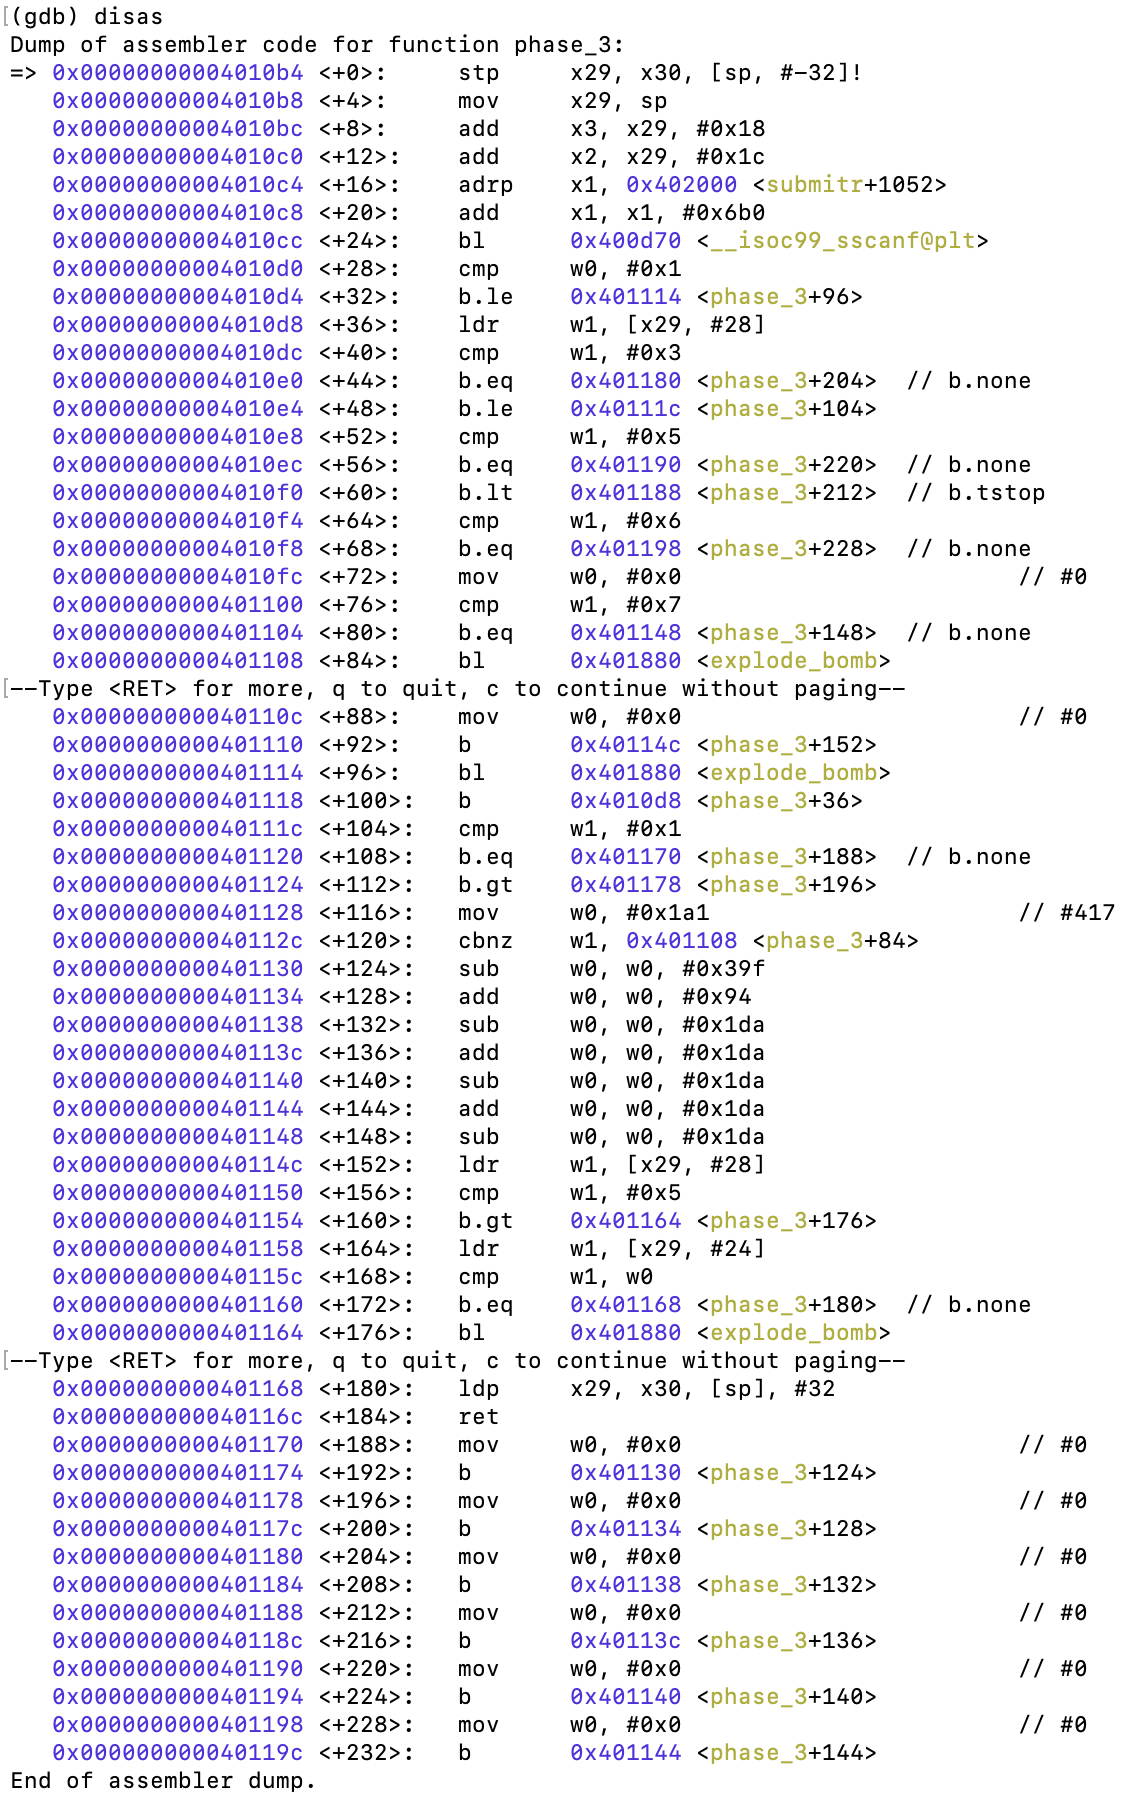 (gdb) disas
Dump of assembler code for function phase_3:
=> 0x00000000004010b4 <+0>:     stp     x29, x30, [sp, #-32]!
   0x00000000004010b8 <+4>:     mov     x29, sp
   0x00000000004010bc <+8>:     add     x3, x29, #0x18
   0x00000000004010c0 <+12>:    add     x2, x29, #0x1c
   0x00000000004010c4 <+16>:    adrp    x1, 0x402000 <submitr+1052>
   0x00000000004010c8 <+20>:    add     x1, x1, #0x6b0
   0x00000000004010cc <+24>:    bl      0x400d70 <__isoc99_sscanf@plt>
   0x00000000004010d0 <+28>:    cmp     w0, #0x1
   0x00000000004010d4 <+32>:    b.le    0x401114 <phase_3+96>
   0x00000000004010d8 <+36>:    ldr     w1, [x29, #28]
   0x00000000004010dc <+40>:    cmp     w1, #0x3
   0x00000000004010e0 <+44>:    b.eq    0x401180 <phase_3+204>  // b.none
   0x00000000004010e4 <+48>:    b.le    0x40111c <phase_3+104>
   0x00000000004010e8 <+52>:    cmp     w1, #0x5
   0x00000000004010ec <+56>:    b.eq    0x401190 <phase_3+220>  // b.none
   0x00000000004010f0 <+60>:    b.lt    0x401188 <phase_3+212>  // b.tstop
   0x00000000004010f4 <+64>:    cmp     w1, #0x6
   0x00000000004010f8 <+68>:    b.eq    0x401198 <phase_3+228>  // b.none
   0x00000000004010fc <+72>:    mov     w0, #0x0                        // #0
   0x0000000000401100 <+76>:    cmp     w1, #0x7
   0x0000000000401104 <+80>:    b.eq    0x401148 <phase_3+148>  // b.none
   0x0000000000401108 <+84>:    bl      0x401880 <explode_bomb>
--Type <RET> for more, q to quit, c to continue without paging--
   0x000000000040110c <+88>:    mov     w0, #0x0                        // #0
   0x0000000000401110 <+92>:    b       0x40114c <phase_3+152>
   0x0000000000401114 <+96>:    bl      0x401880 <explode_bomb>
   0x0000000000401118 <+100>:   b       0x4010d8 <phase_3+36>
   0x000000000040111c <+104>:   cmp     w1, #0x1
   0x0000000000401120 <+108>:   b.eq    0x401170 <phase_3+188>  // b.none
   0x0000000000401124 <+112>:   b.gt    0x401178 <phase_3+196>
   0x0000000000401128 <+116>:   mov     w0, #0x1a1                      // #417
   0x000000000040112c <+120>:   cbnz    w1, 0x401108 <phase_3+84>
   0x0000000000401130 <+124>:   sub     w0, w0, #0x39f
   0x0000000000401134 <+128>:   add     w0, w0, #0x94
   0x0000000000401138 <+132>:   sub     w0, w0, #0x1da
   0x000000000040113c <+136>:   add     w0, w0, #0x1da
   0x0000000000401140 <+140>:   sub     w0, w0, #0x1da
   0x0000000000401144 <+144>:   add     w0, w0, #0x1da
   0x0000000000401148 <+148>:   sub     w0, w0, #0x1da
   0x000000000040114c <+152>:   ldr     w1, [x29, #28]
   0x0000000000401150 <+156>:   cmp     w1, #0x5
   0x0000000000401154 <+160>:   b.gt    0x401164 <phase_3+176>
   0x0000000000401158 <+164>:   ldr     w1, [x29, #24]
   0x000000000040115c <+168>:   cmp     w1, w0
   0x0000000000401160 <+172>:   b.eq    0x401168 <phase_3+180>  // b.none
   0x0000000000401164 <+176>:   bl      0x401880 <explode_bomb>
--Type <RET> for more, q to quit, c to continue without paging--
   0x0000000000401168 <+180>:   ldp     x29, x30, [sp], #32
   0x000000000040116c <+184>:   ret
   0x0000000000401170 <+188>:   mov     w0, #0x0                        // #0
   0x0000000000401174 <+192>:   b       0x401130 <phase_3+124>
   0x0000000000401178 <+196>:   mov     w0, #0x0                        // #0
   0x000000000040117c <+200>:   b       0x401134 <phase_3+128>
   0x0000000000401180 <+204>:   mov     w0, #0x0                        // #0
   0x0000000000401184 <+208>:   b       0x401138 <phase_3+132>
   0x0000000000401188 <+212>:   mov     w0, #0x0                        // #0
   0x000000000040118c <+216>:   b       0x40113c <phase_3+136>
   0x0000000000401190 <+220>:   mov     w0, #0x0                        // #0
   0x0000000000401194 <+224>:   b       0x401140 <phase_3+140>
   0x0000000000401198 <+228>:   mov     w0, #0x0                        // #0
   0x000000000040119c <+232>:   b       0x401144 <phase_3+144>
End of assembler dump.